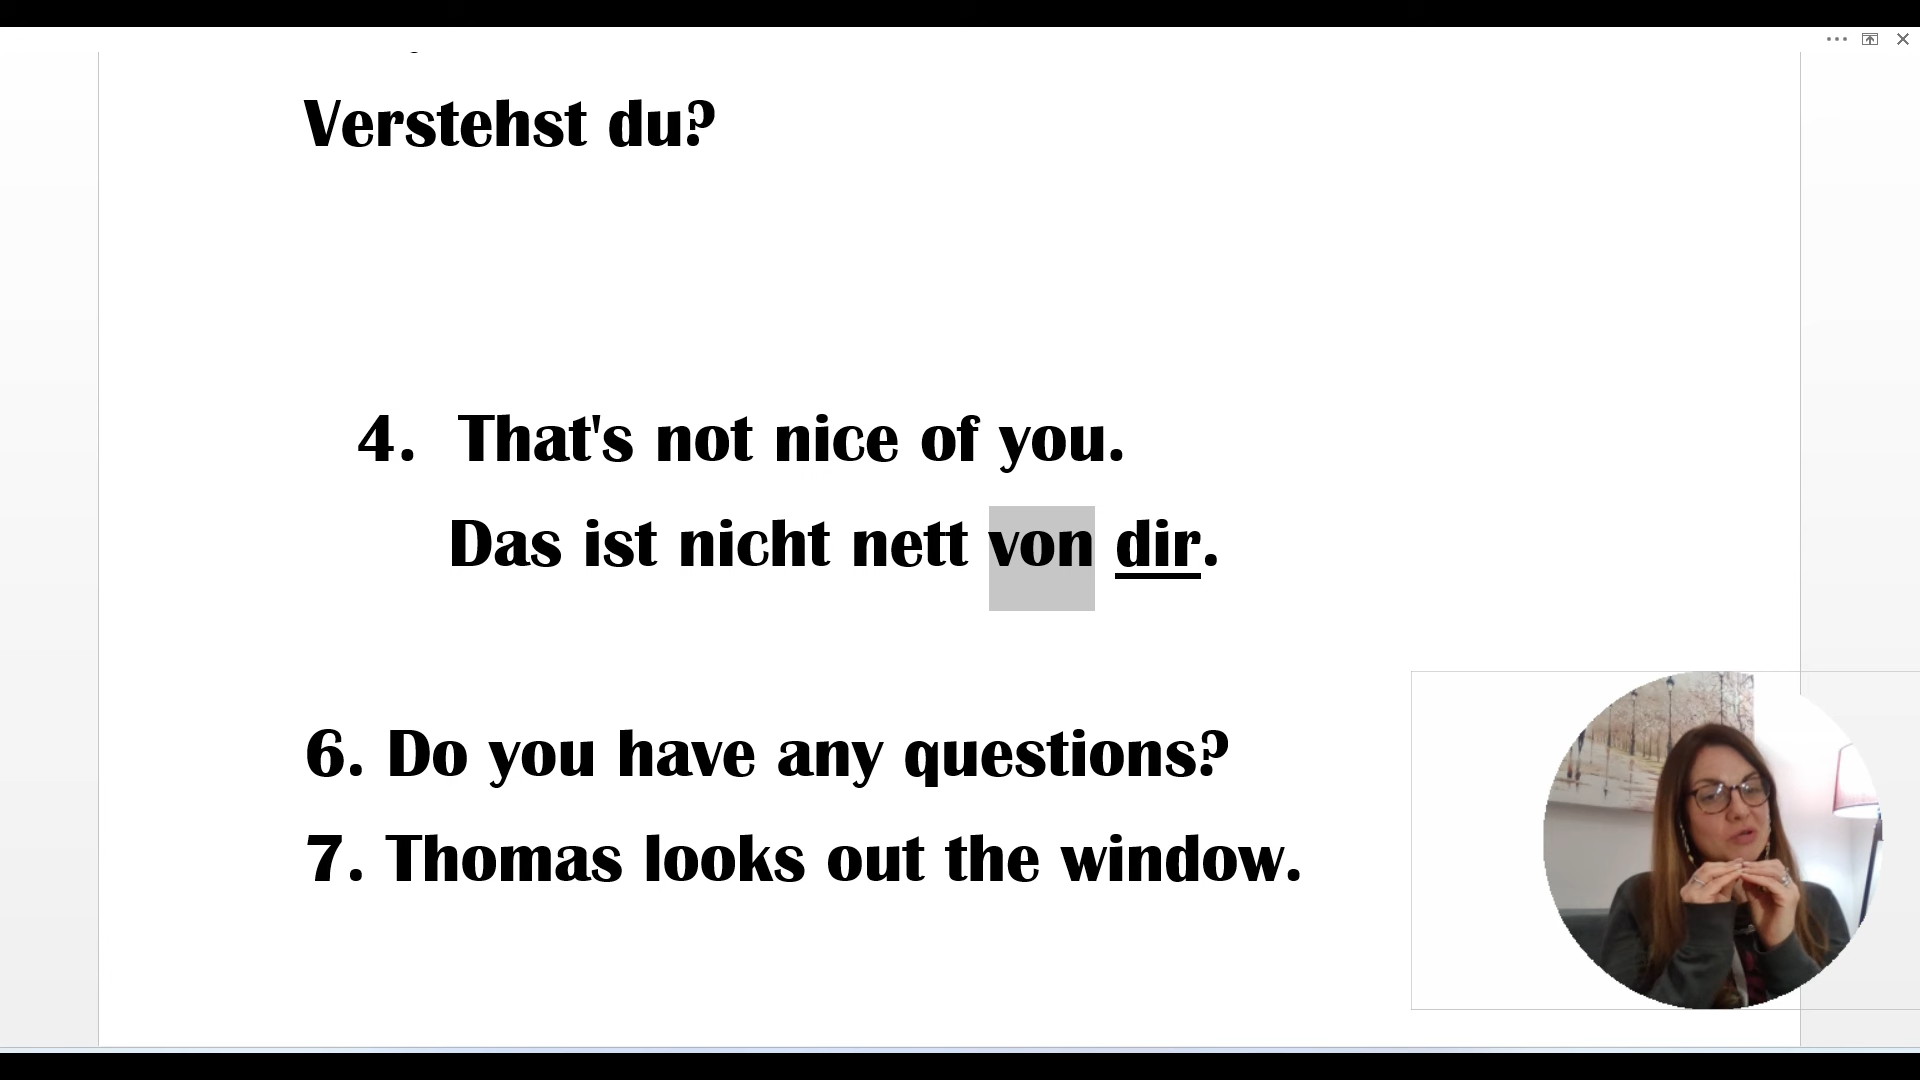 Verstehst du?
4. That's not nice of you.
Das ist nicht nett von dir.
6. Do you have any questions?
7. Thomas looks out the window.